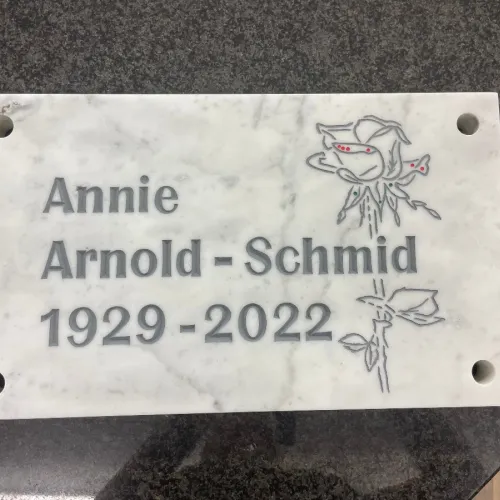 Annie
Arnold - Schmid
1929 - 2022